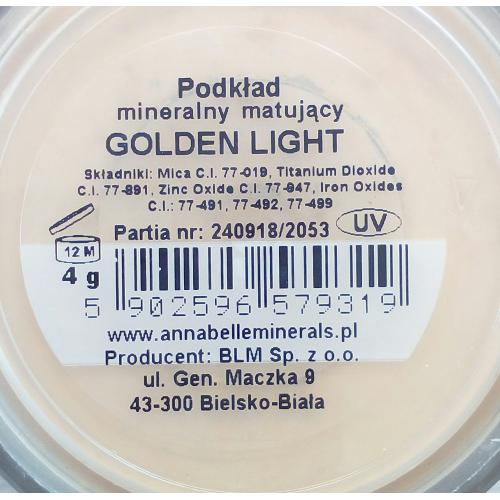 Podkład
mineralny matujący
GOLDEN LIGHT
Składniki: Mica C.I. 77-019, Titanium Dioxide
C.I. 77-891, Zinc Oxide C.I. 77-947, Iron Oxides
C.I.: 77-491, 77-492, 77-499
Partia nr: 240918/2053 UV
12 M
4 g
5 902596 579319
www.annabelleminerals.pl
Producent: BLM Sp. z o.o.
ul. Gen. Maczka 9
43-300 Bielsko-Biała